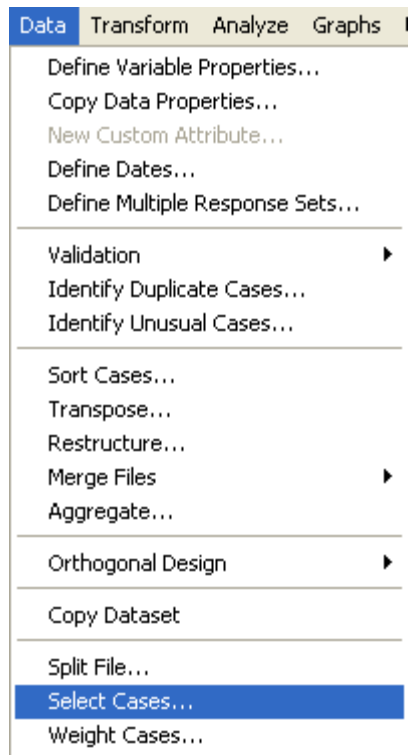 Data Transform Analyze Graphs
Define Variable Properties...
Copy Data Properties...
New Custom Attribute...
Define Dates...
Define Multiple Response Sets...
Validation
Identify Duplicate Cases...
Identify Unusual Cases...
Sort Cases...
Transpose...
Restructure...
Merge Files
Aggregate...
Orthogonal Design
Copy Dataset
Split File...
Select Cases...
Weight Cases...